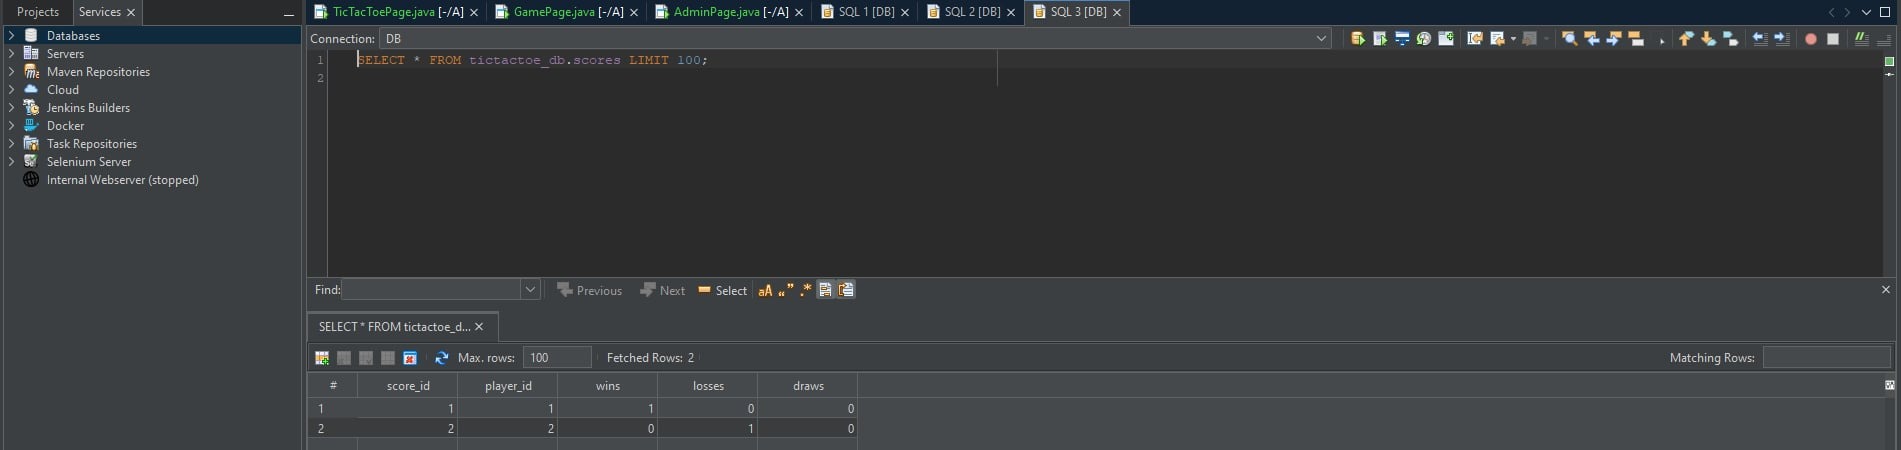 Projects Services
TicTacToePage.java [-/A] GamePage.java [-/A] AdminPage.java [-/A] SQL 1 [DB] SQL 2 [DB] SQL 3 [DB]
Databases
Servers
Maven Repositories
Cloud
Jenkins Builders
Docker
Task Repositories
Selenium Server
Internal Webserver (stopped)
Connection: DB
1 SELECT * FROM tictactoe_db.scores LIMIT 100;
2
Find: Previous Next Select aA “” .*
SELECT * FROM tictactoe_d...
Max. rows: 100 Fetched Rows: 2 Matching Rows:
# score_id player_id wins losses draws
1 1 1 1 0 0
2 2 2 0 1 0